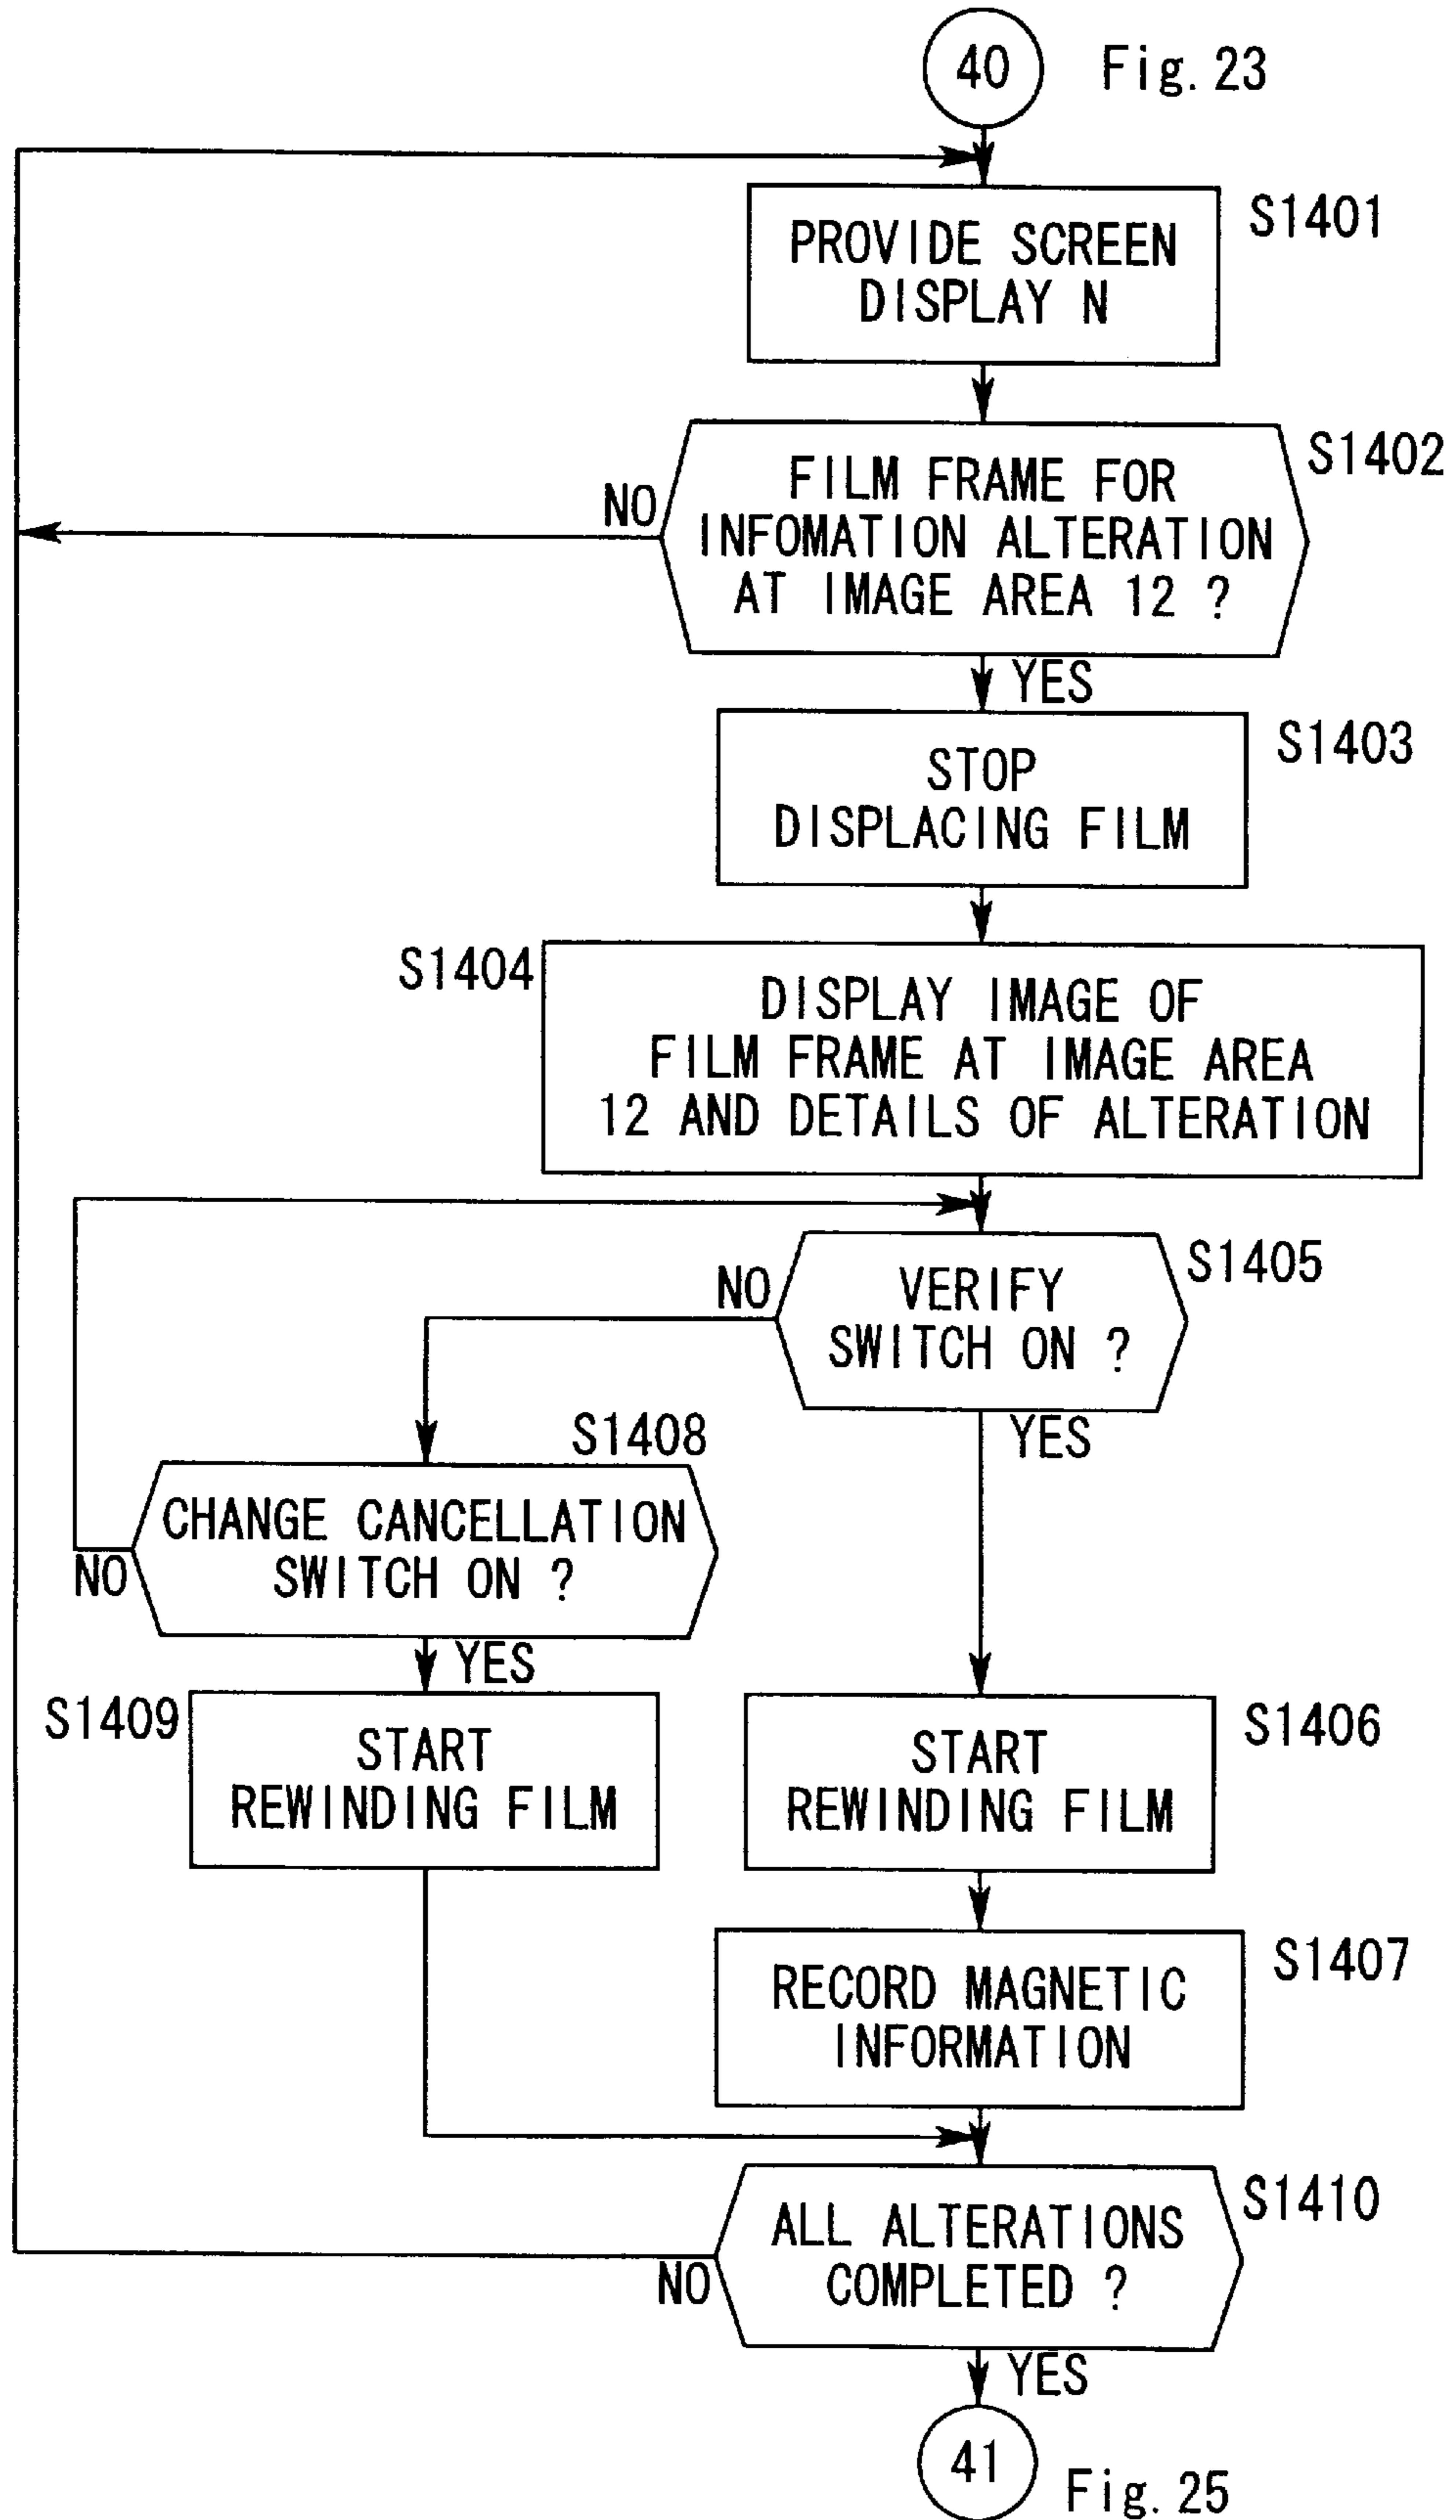 40 Fig. 23
PROVIDE SCREEN
DISPLAY N
S1401
FILM FRAME FOR
INFOMATION ALTERATION
AT IMAGE AREA 12 ?
S1402
NO
YES
STOP
DISPLACING FILM
S1403
S1404
DISPLAY IMAGE OF
FILM FRAME AT IMAGE AREA
12 AND DETAILS OF ALTERATION
VERIFY
SWITCH ON ?
S1405
NO
YES
S1408
CHANGE CANCELLATION
SWITCH ON ?
NO
YES
S1409
START
REWINDING FILM
START
REWINDING FILM
S1406
RECORD MAGNETIC
INFORMATION
S1407
ALL ALTERATIONS
COMPLETED ?
S1410
NO
YES
41 Fig. 25